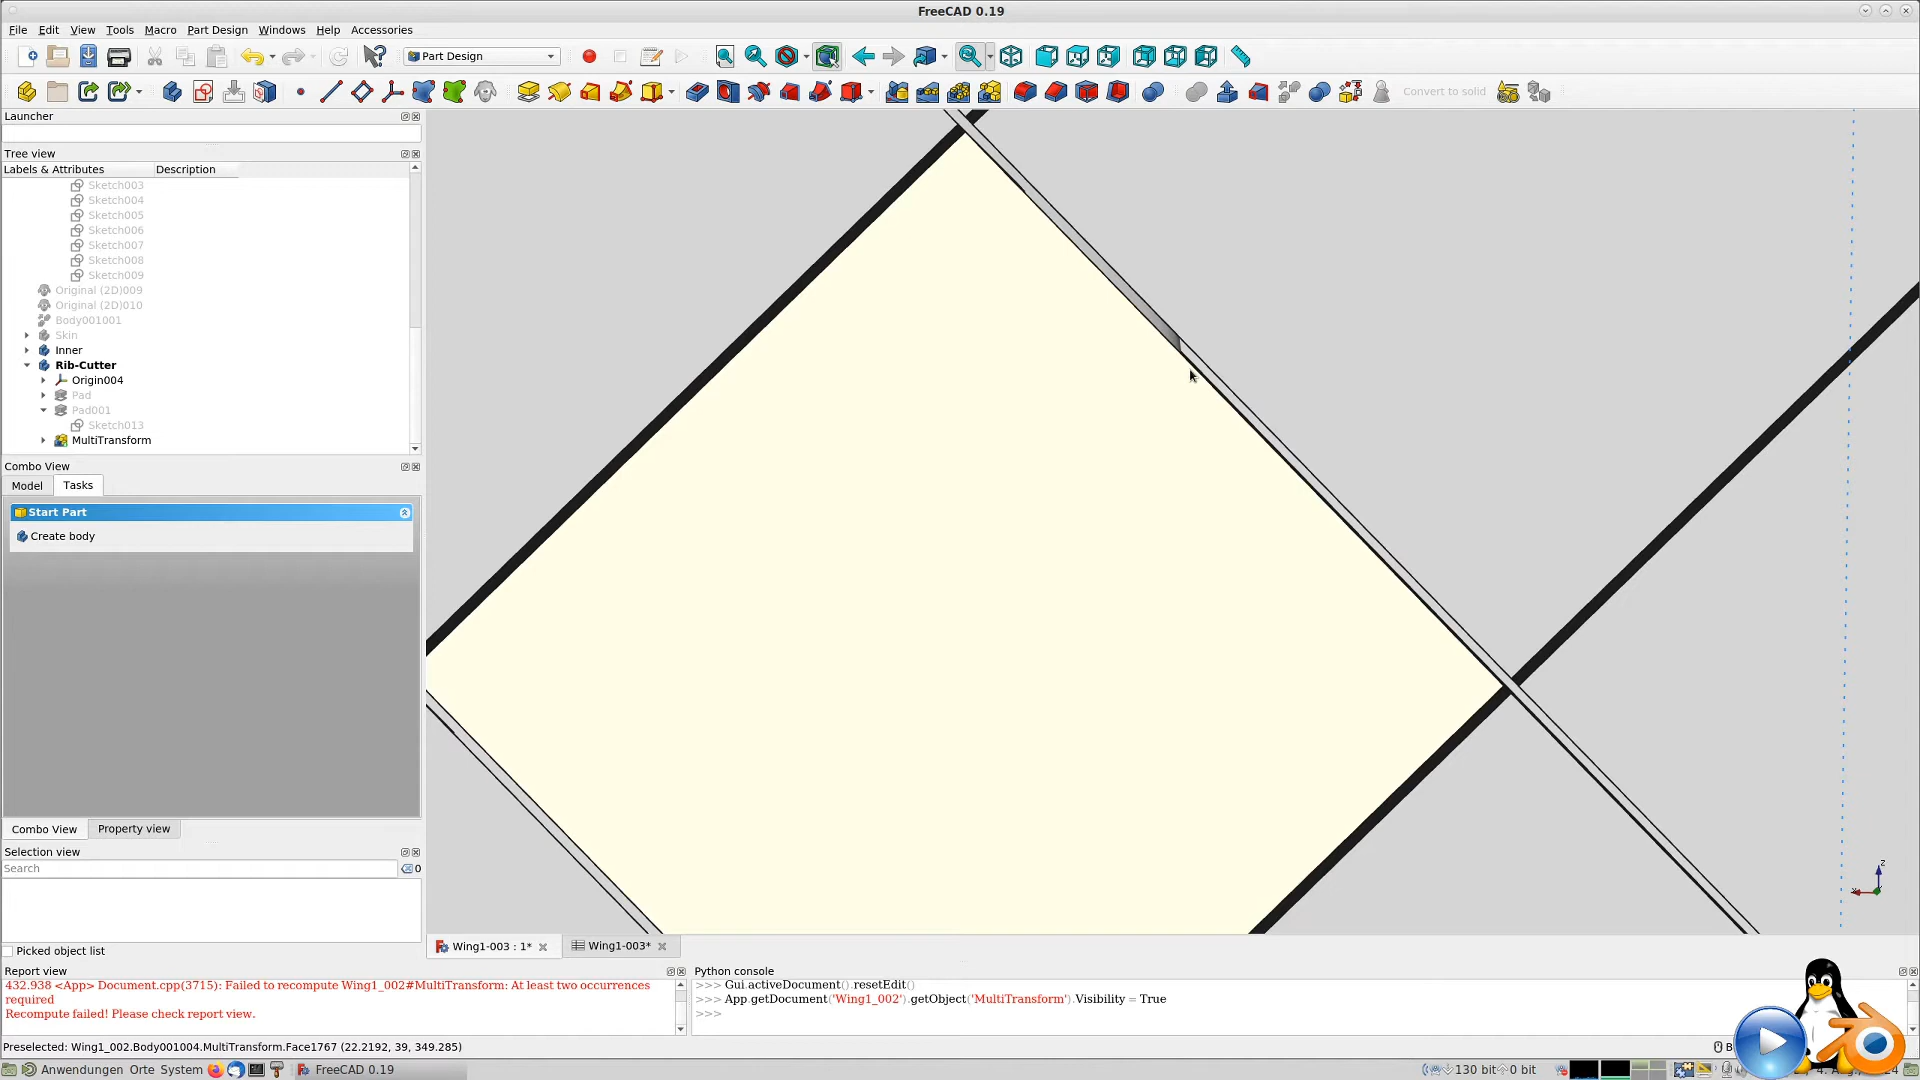 FreeCAD 0.19
File Edit View Tools Macro Part Design Windows Help Accessories
Part Design
Convert to solid
Launcher
Tree view
Labels & Attributes Description
Sketch003
Sketch004
Sketch005
Sketch006
Sketch007
Sketch008
Sketch009
Original (2D)009
Original (2D)010
Body001001
Skin
Inner
Rib-Cutter
Origin004
Pad
Pad001
Sketch013
MultiTransform
Combo View
Model Tasks
Start Part
Create body
Combo View Property view
Selection view
Search
0
Picked object list
z
Wing1-003 : 1* Wing1-003*
Report view
432.938 <App> Document.cpp(3715): Failed to recompute Wing1_002#MultiTransform: At least two occurrences
required
Recompute failed! Please check report view.
Python console
>>> Gui.activeDocument().resetEdit()
>>> App.getDocument('Wing1_002').getObject('MultiTransform').Visibility = True
>>>
Preselected: Wing1_002.Body001004.MultiTransform.Face1767 (22.2192, 39, 349.285)
Anwendungen Orte System FreeCAD 0.19 130 bit 0 bit